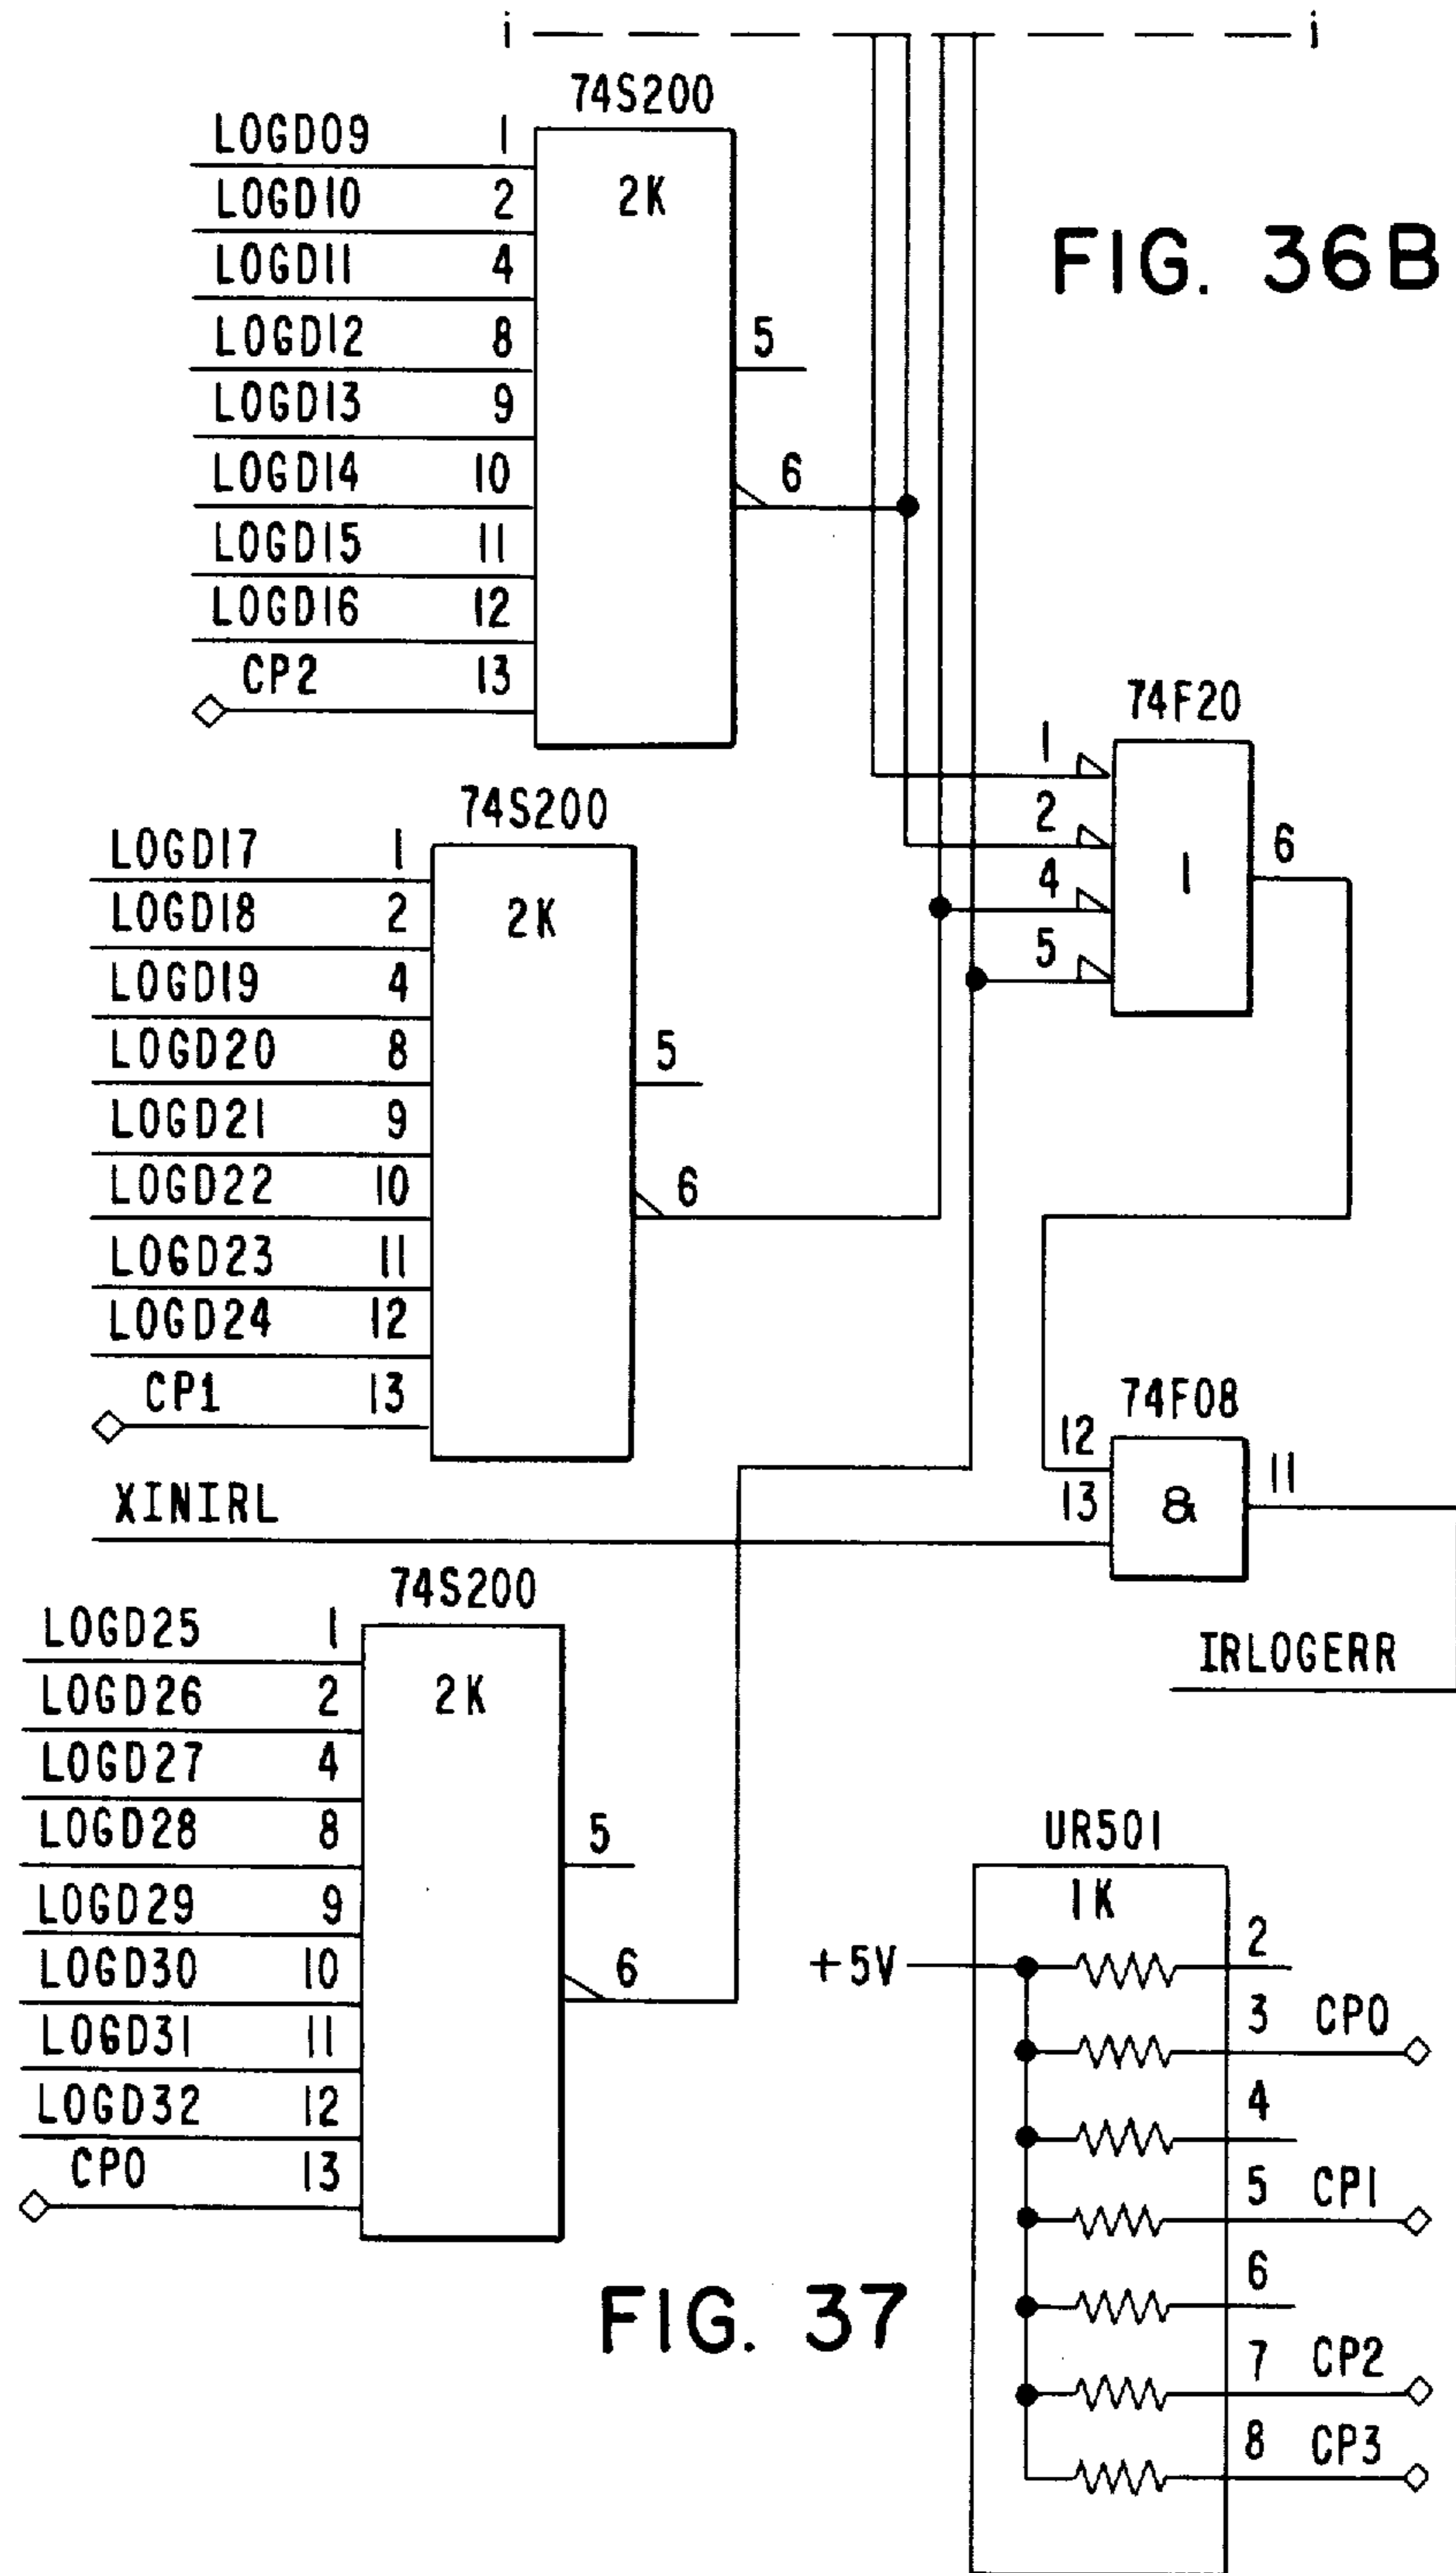 i i
74S200
LOGD09 1
2K
LOGD10 2
LOGD11 4
FIG. 36B
LOGD12 8
5
LOGD13 9
LOGD14 10
6
LOGD15 11
LOGD16 12
CP2 13
74F20
1
2
4
5
1
6
74S200
LOGD17 1
LOGD18 2
2K
LOGD19 4
LOGD20 8
5
LOGD21 9
LOGD22 10
6
LOGD23 11
LOGD24 12
CP1 13
74F08
12
13
&
11
XINIRL
IRLOGERR
74S200
LOGD25 1
LOGD26 2
2K
LOGD27 4
LOGD28 8
5
LOGD29 9
LOGD30 10
6
LOGD31 11
LOGD32 12
CP0 13
UR501
1K
+5V
2
3 CP0
4
5 CP1
6
7 CP2
8 CP3
FIG. 37